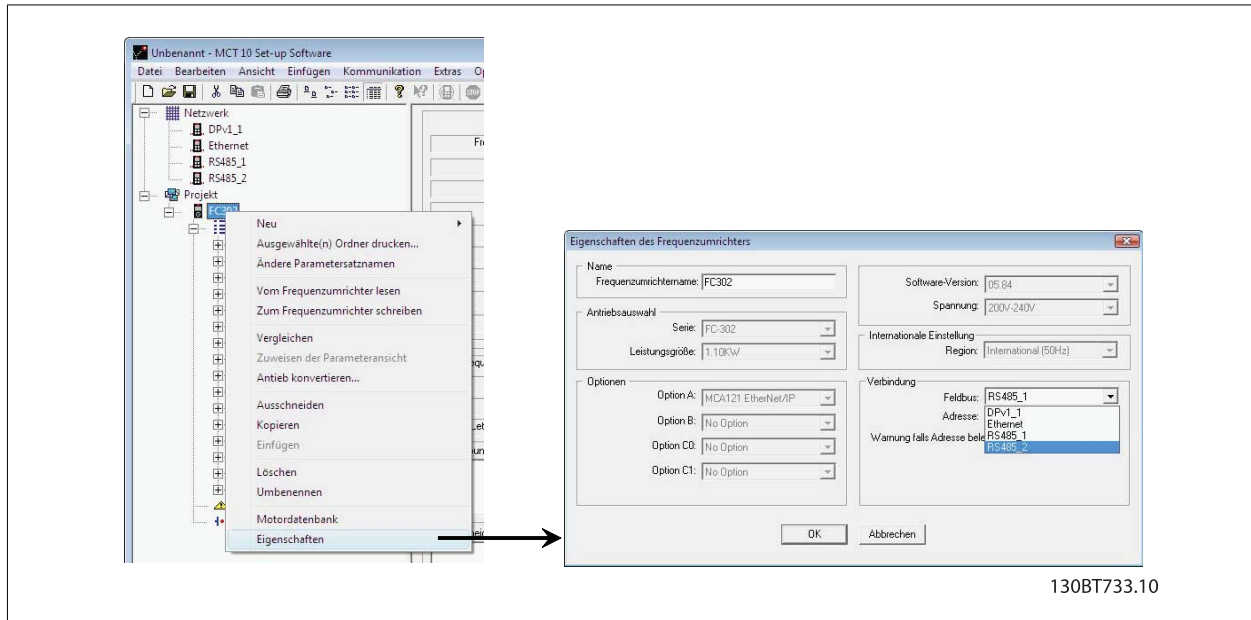 Unbenannt - MCT 10 Set-up Software
Datei Bearbeiten Ansicht Einfügen Kommunikation Extras
Netzwerk
DPv1_1
Ethernet
RS485_1
RS485_2
Projekt
FC302
Neu
Ausgewählte(n) Ordner drucken...
Ändere Parametersatznamen
Vom Frequenzumrichter lesen
Zum Frequenzumrichter schreiben
Vergleichen
Zuweisen der Parameteransicht
Antieb konvertieren...
Ausschneiden
Kopieren
Einfügen
Löschen
Umbenennen
Motordatenbank
Eigenschaften
Eigenschaften des Frequenzumrichters
Name
Frequenzumrichtername: FC302
Antriebsauswahl
Serie: FC-302
Leistungsgröße: 1.10KW
Optionen
Option A: MCA121 EtherNet/IP
Option B: No Option
Option C0: No Option
Option C1: No Option
Software-Version: 05.84
Spannung: 200V-240V
Internationale Einstellung
Region: International (50Hz)
Verbindung
Feldbus: RS485_1
Adresse:
Warnung falls Adresse bele
DPv1_1
Ethernet
RS485_1
RS485_2
OK Abbrechen
130BT733.10